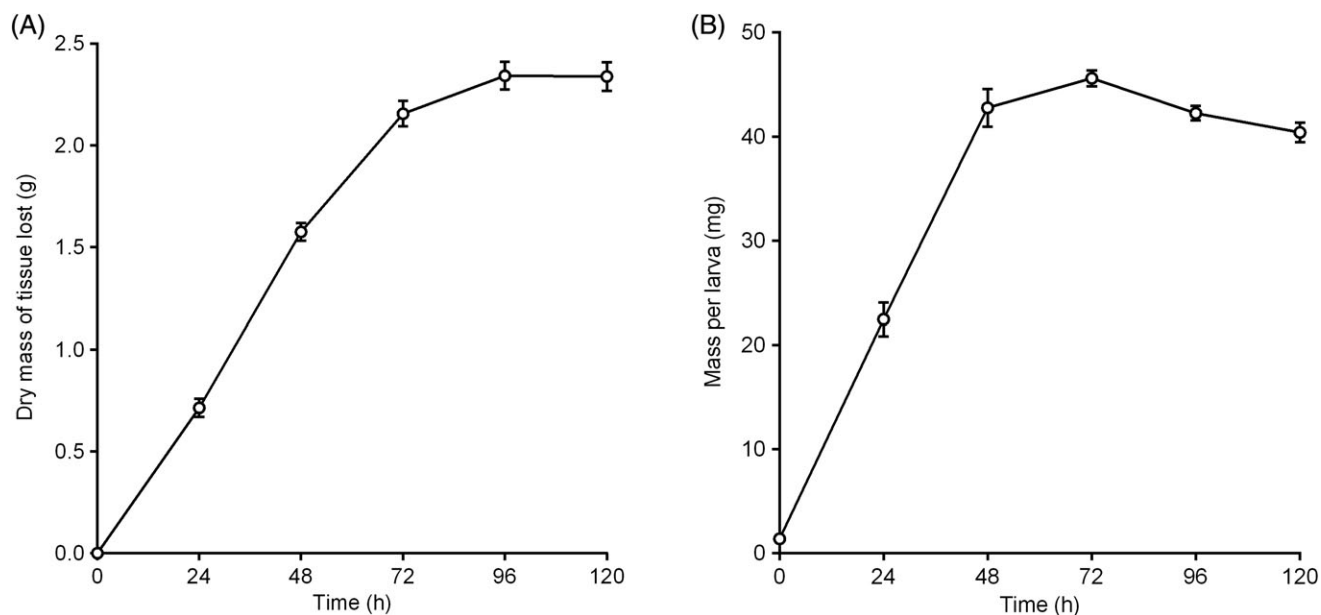 (A)
Dry mass of tissue lost (g)
2.5
2.0
1.5
1.0
0.5
0.0
0 24 48 72 96 120
Time (h)
(B)
Mass per larva (mg)
50
40
30
20
10
0
0 24 48 72 96 120
Time (h)